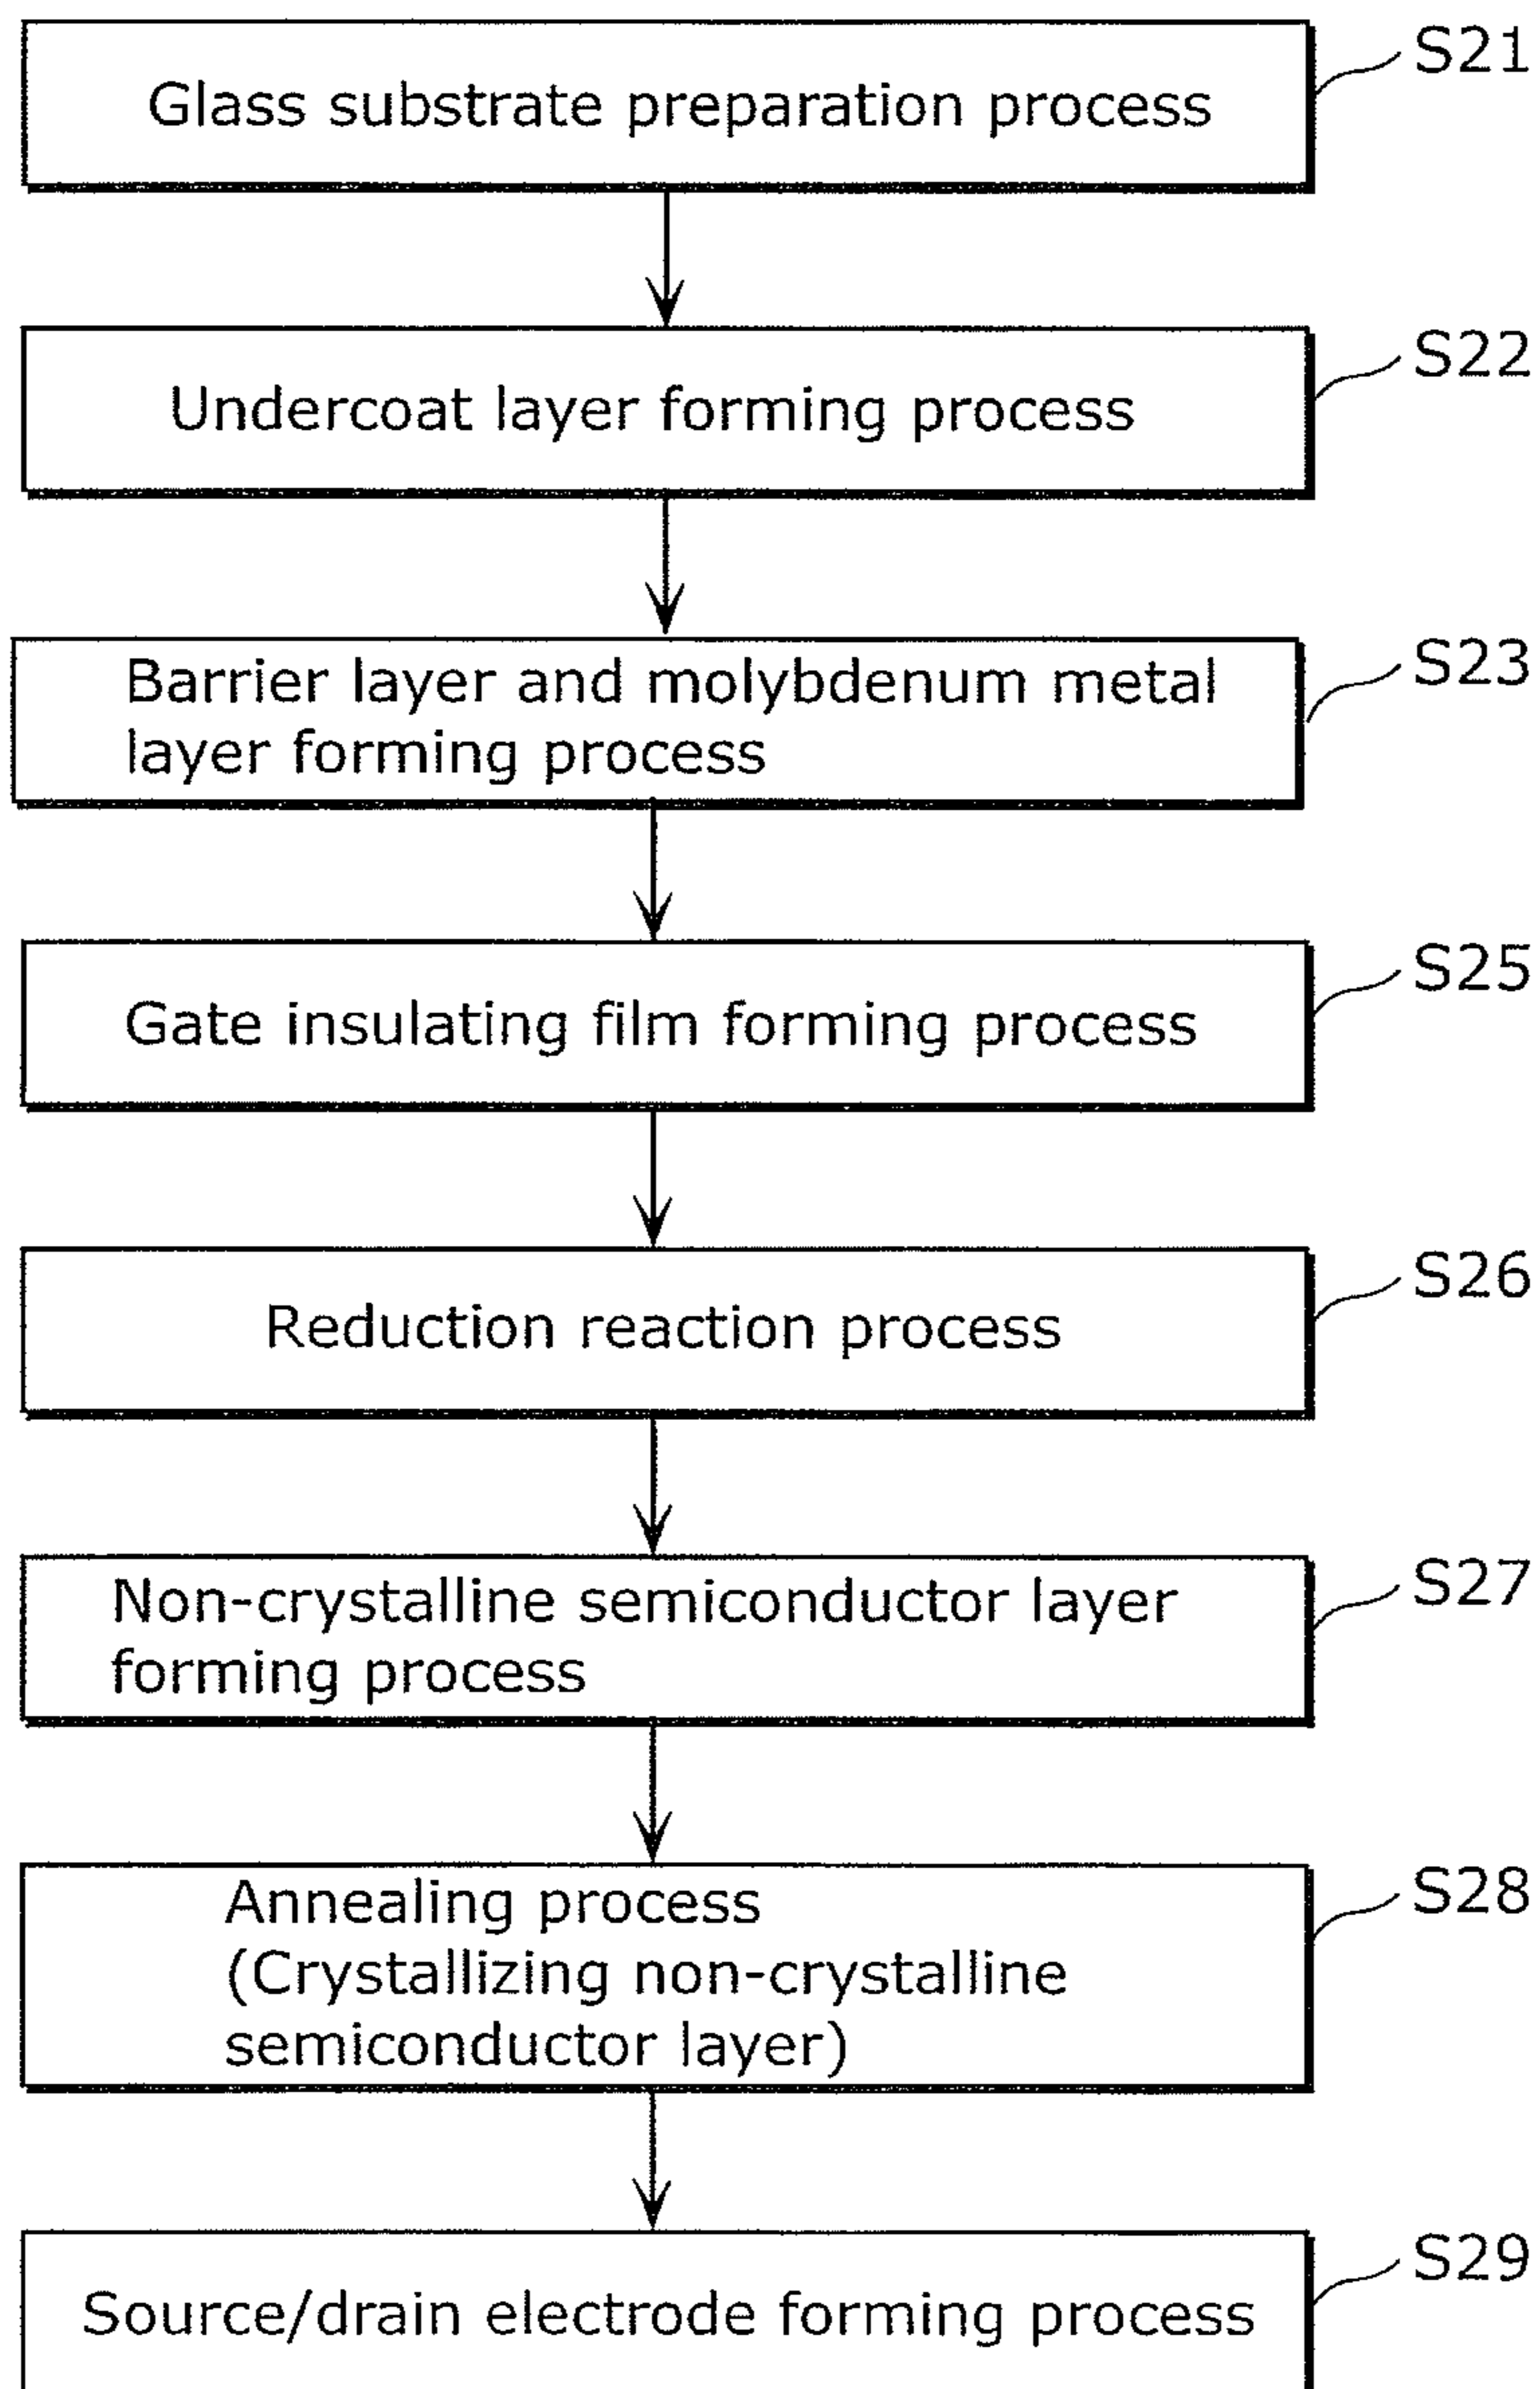 Glass substrate preparation process
S21
Undercoat layer forming process
S22
Barrier layer and molybdenum metal
layer forming process
S23
Gate insulating film forming process
S25
Reduction reaction process
S26
Non-crystalline semiconductor layer
forming process
S27
Annealing process
(Crystallizing non-crystalline
semiconductor layer)
S28
Source/drain electrode forming process
S29